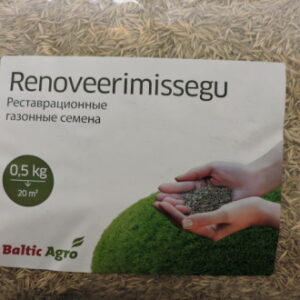 Renoveerimissegu
Реставрационные
газонные семена
0,5 kg
20 m²
Baltic Agro